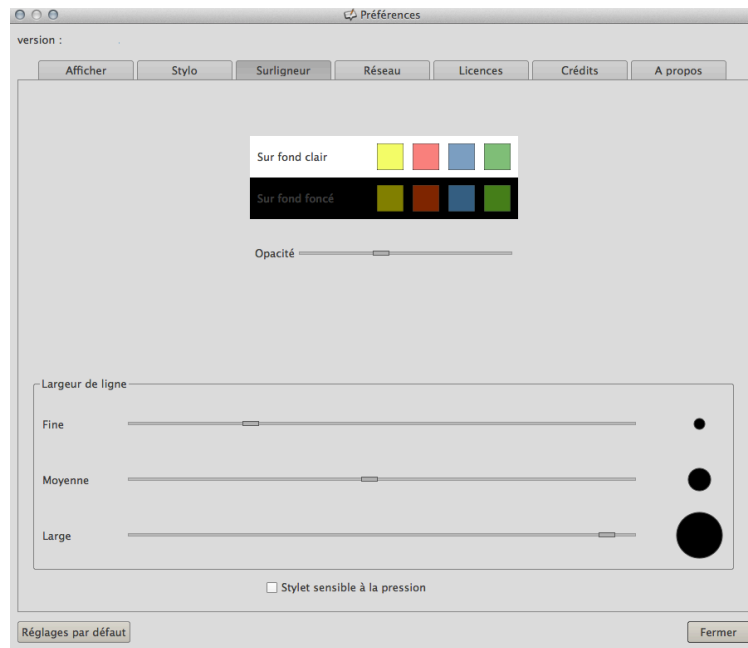 Préférences
version :
Afficher Stylo Surligneur Réseau Licences Crédits A propos
Sur fond clair
Sur fond foncé
Opacité
Largeur de ligne
Fine
Moyenne
Large
Stylet sensible à la pression
Réglages par défaut Fermer